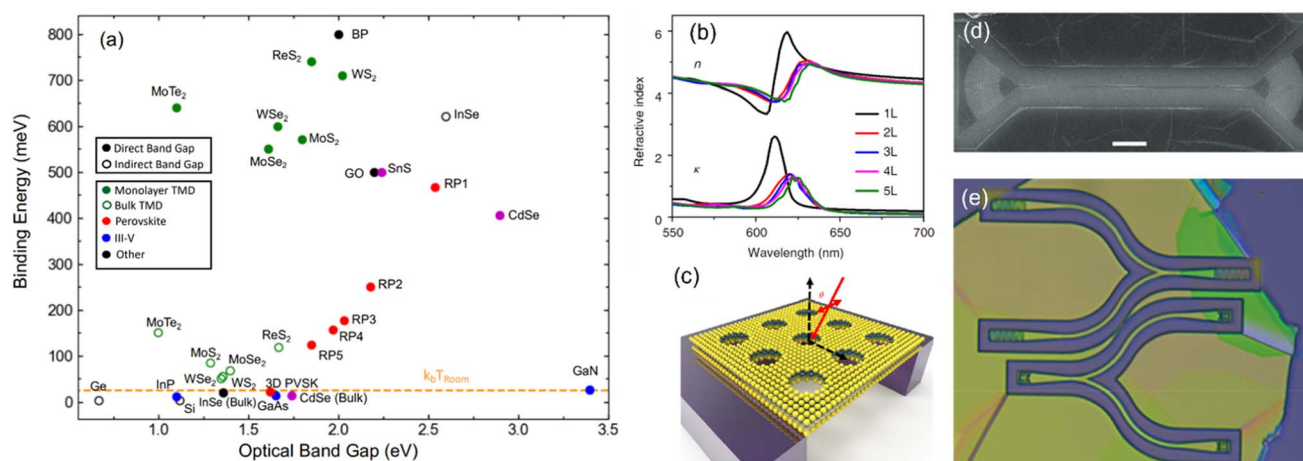 (a)
800
700
600
500
400
300
200
100
0
Binding Energy (meV)
1.0
1.5
2.0
2.5
3.0
3.5
Optical Band Gap (eV)
BP
ReS2
WS2
MoTe2
WSe2
MoS2
MoSe2
InSe
GO
SnS
RP1
CdSe
RP2
RP3
RP4
RP5
MoTe2
ReS2
MoS2
MoSe2
WSe2
WS2
3D PVSK
kbTRoom
GaN
Ge
InP
Si
InSe (Bulk)
GaAs
CdSe (Bulk)
Direct Band Gap
Indirect Band Gap
Monolayer TMD
Bulk TMD
Perovskite
III-V
Other
(b)
6
4
2
0
Refractive index
n
κ
1L
2L
3L
4L
5L
550
600
650
700
Wavelength (nm)
(c)
θ
(d)
(e)